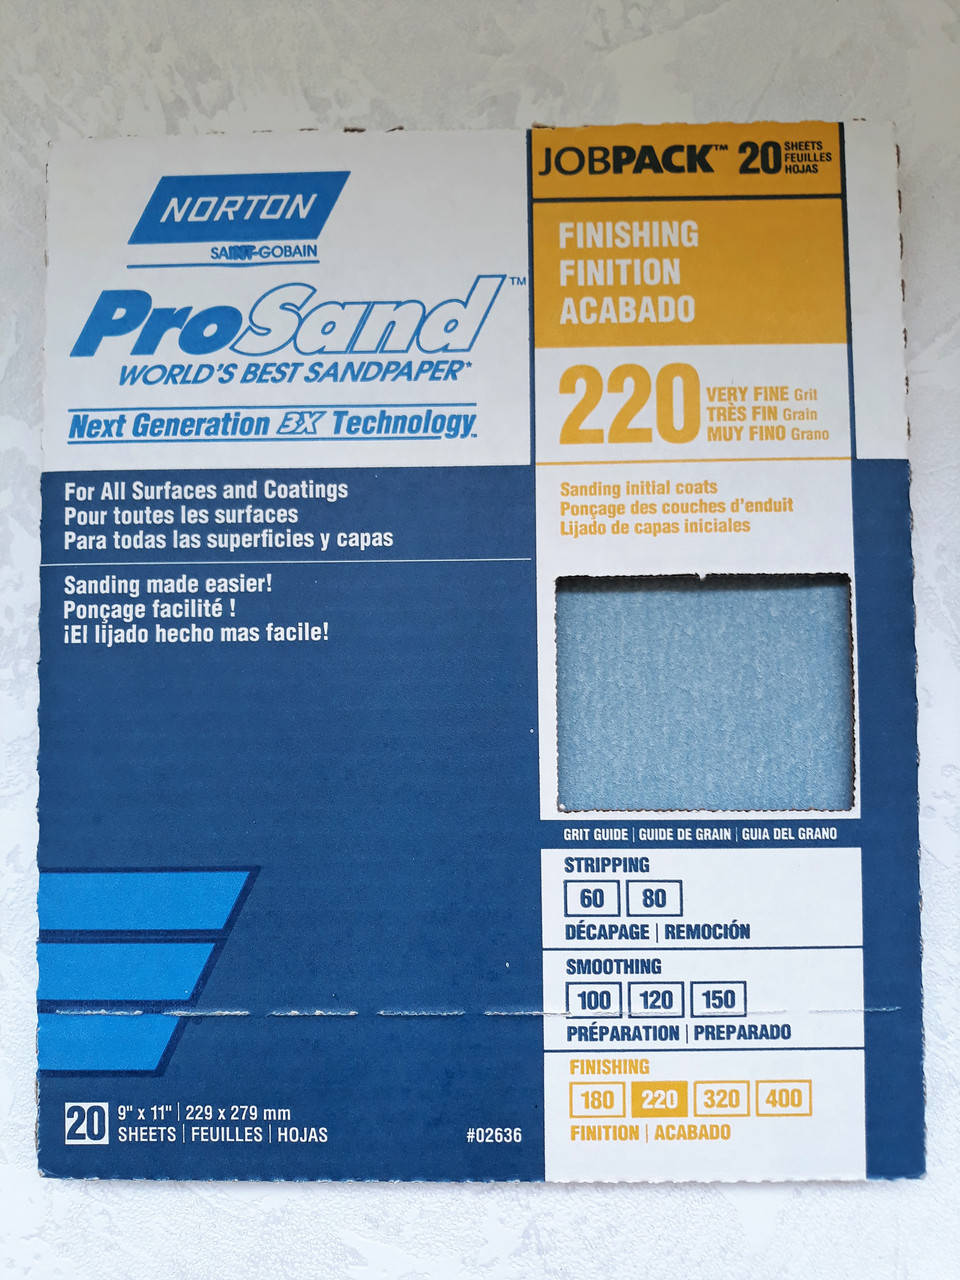 NORTON
SAINT-GOBAIN
ProSand™
WORLD'S BEST SANDPAPER*
Next Generation 3X Technology™
For All Surfaces and Coatings
Pour toutes les surfaces
Para todas las superficies y capas
Sanding made easier!
Ponçage facilité !
¡El lijado hecho mas facile!
20
9" x 11" | 229 x 279 mm
SHEETS | FEUILLES | HOJAS
#02636
JOBPACK™ 20
SHEETS
FEUILLES
HOJAS
FINISHING
FINITION
ACABADO
220
VERY FINE Grit
TRÈS FIN Grain
MUY FINO Grano
Sanding initial coats
Ponçage des couches d'enduit
Lijado de capas iniciales
GRIT GUIDE | GUIDE DE GRAIN | GUIA DEL GRANO
STRIPPING
60 80
DÉCAPAGE | REMOCIÓN
SMOOTHING
100 120 150
PRÉPARATION | PREPARADO
FINISHING
180 220 320 400
FINITION | ACABADO